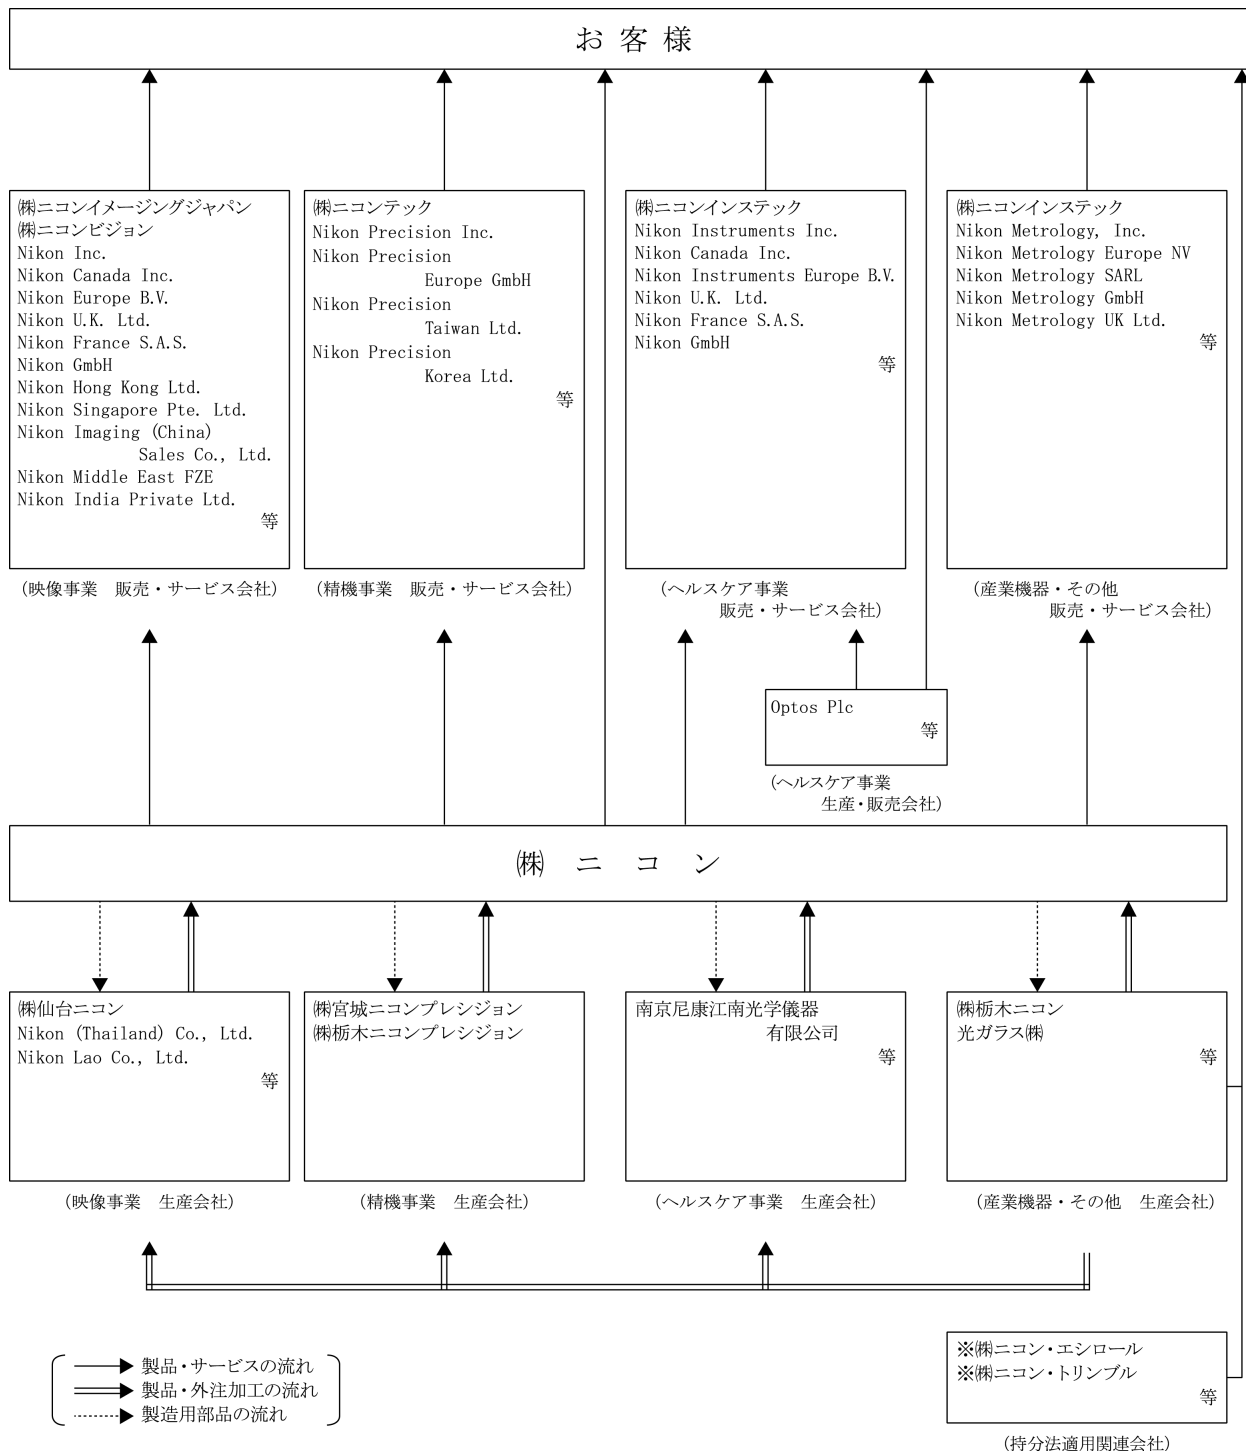 お 客 様
㈱ニコンイメージングジャパン
㈱ニコンビジョン
Nikon Inc.
Nikon Canada Inc.
Nikon Europe B.V.
Nikon U.K. Ltd.
Nikon France S.A.S.
Nikon GmbH
Nikon Hong Kong Ltd.
Nikon Singapore Pte. Ltd.
Nikon Imaging (China)
Sales Co., Ltd.
Nikon Middle East FZE
Nikon India Private Ltd.
等
(映像事業 販売・サービス会社)
㈱ニコンテック
Nikon Precision Inc.
Nikon Precision
Europe GmbH
Nikon Precision
Taiwan Ltd.
Nikon Precision
Korea Ltd.
等
(精機事業 販売・サービス会社)
㈱ニコンインステック
Nikon Instruments Inc.
Nikon Canada Inc.
Nikon Instruments Europe B.V.
Nikon U.K. Ltd.
Nikon France S.A.S.
Nikon GmbH
等
(ヘルスケア事業
販売・サービス会社)
㈱ニコンインステック
Nikon Metrology, Inc.
Nikon Metrology Europe NV
Nikon Metrology SARL
Nikon Metrology GmbH
Nikon Metrology UK Ltd.
等
(産業機器・その他
販売・サービス会社)
Optos Plc
等
(ヘルスケア事業
生産・販売会社)
㈱ ニ コ ン
㈱仙台ニコン
Nikon (Thailand) Co., Ltd.
Nikon Lao Co., Ltd.
等
(映像事業 生産会社)
㈱宮城ニコンプレシジョン
㈱栃木ニコンプレシジョン
(精機事業 生産会社)
南京尼康江南光学儀器
有限公司
等
(ヘルスケア事業 生産会社)
㈱栃木ニコン
光ガラス㈱
等
(産業機器・その他 生産会社)
製品・サービスの流れ
製品・外注加工の流れ
製造用部品の流れ
※㈱ニコン・エシロール
※㈱ニコン・トリンブル
等
(持分法適用関連会社)